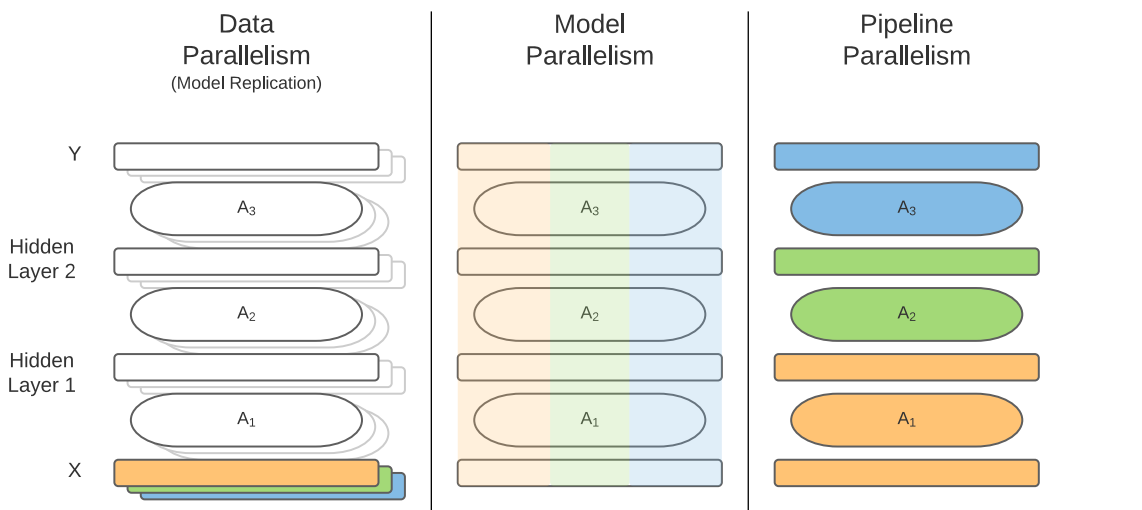 Data
Parallelism
(Model Replication)
Model
Parallelism
Pipeline
Parallelism
Y
A₃
A₃
A₃
Hidden
Layer 2
A₂
A₂
A₂
Hidden
Layer 1
A₁
A₁
A₁
X